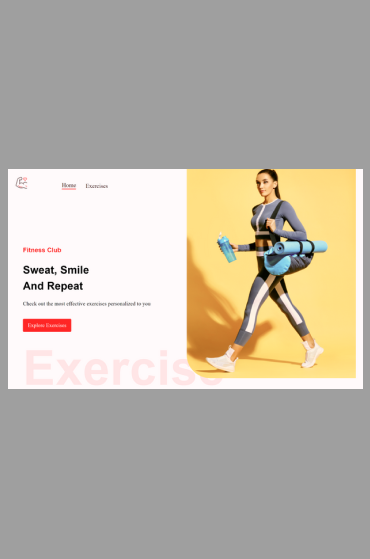 Home Exercises
Fitness Club
Sweat, Smile
And Repeat
Check out the most effective exercises personalized to you
Explore Exercises
Exercise